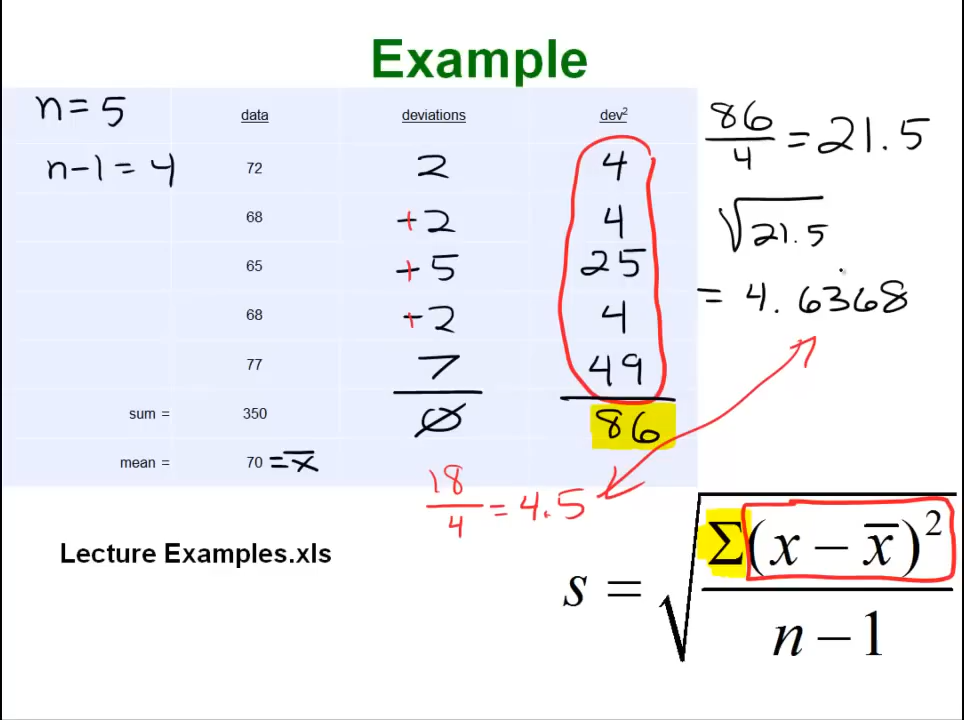 Example
n = 5 data deviations dev²
n-1 = 4 72 2 4
68 +2 4
65 +5 25
68 +2 4
77 7 49
sum = 350 0 86
mean = 70 = x̅
86/4 = 21.5
√21.5
= 4.6368
18/4 = 4.5
Lecture Examples.xls
s = √(Σ(x − x̅)² / n − 1)